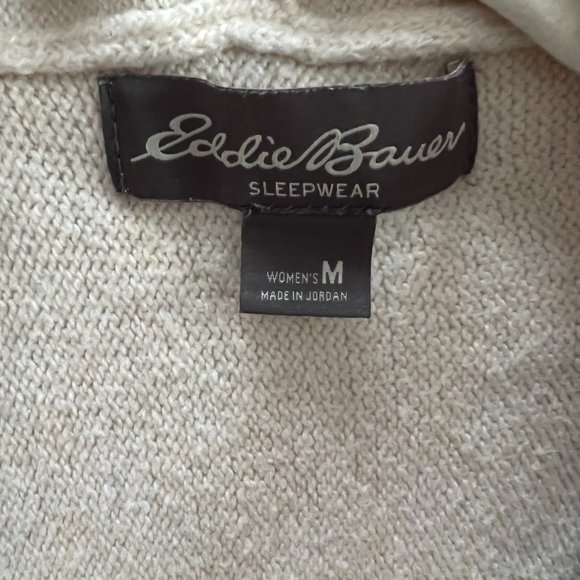 Eddie Bauer
SLEEPWEAR
WOMEN'S M
MADE IN JORDAN